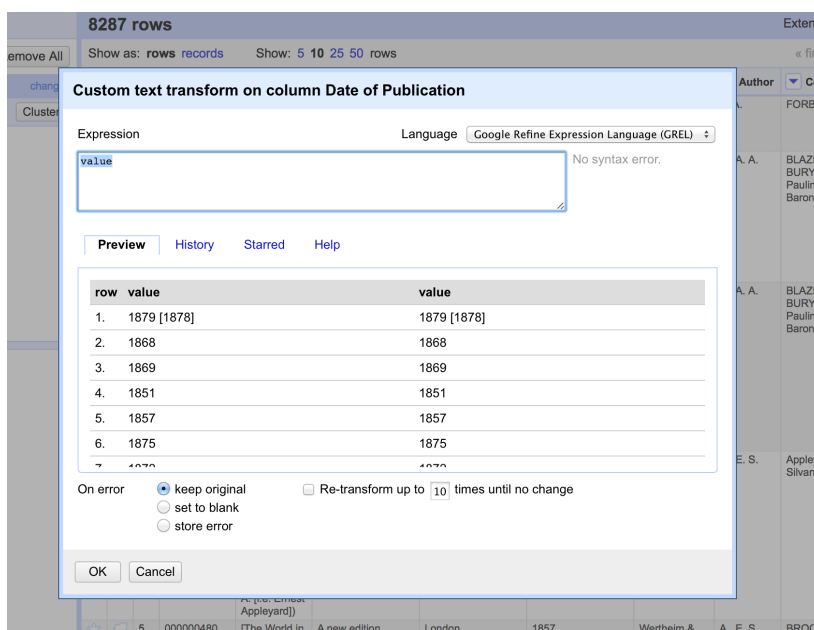 8287 rows
Exten
emove All
Show as: rows records Show: 5 10 25 50 rows
« fi
chang
Cluster
Author
FORB
Custom text transform on column Date of Publication
Expression
Language Google Refine Expression Language (GREL)
value
No syntax error.
A. A.
BLAZ
BURY
Paulin
Baron
Preview History Starred Help
row value value
1. 1879 [1878] 1879 [1878]
2. 1868 1868
3. 1869 1869
4. 1851 1851
5. 1857 1857
6. 1875 1875
A. A.
BLAZ
BURY
Paulin
Baron
E. S.
Apple
Silvan
On error keep original Re-transform up to 10 times until no change
set to blank
store error
OK Cancel
Appleyard])
5. 000000480 [The World in A new edition London 1857 Wertheim & A. E. S. BROO